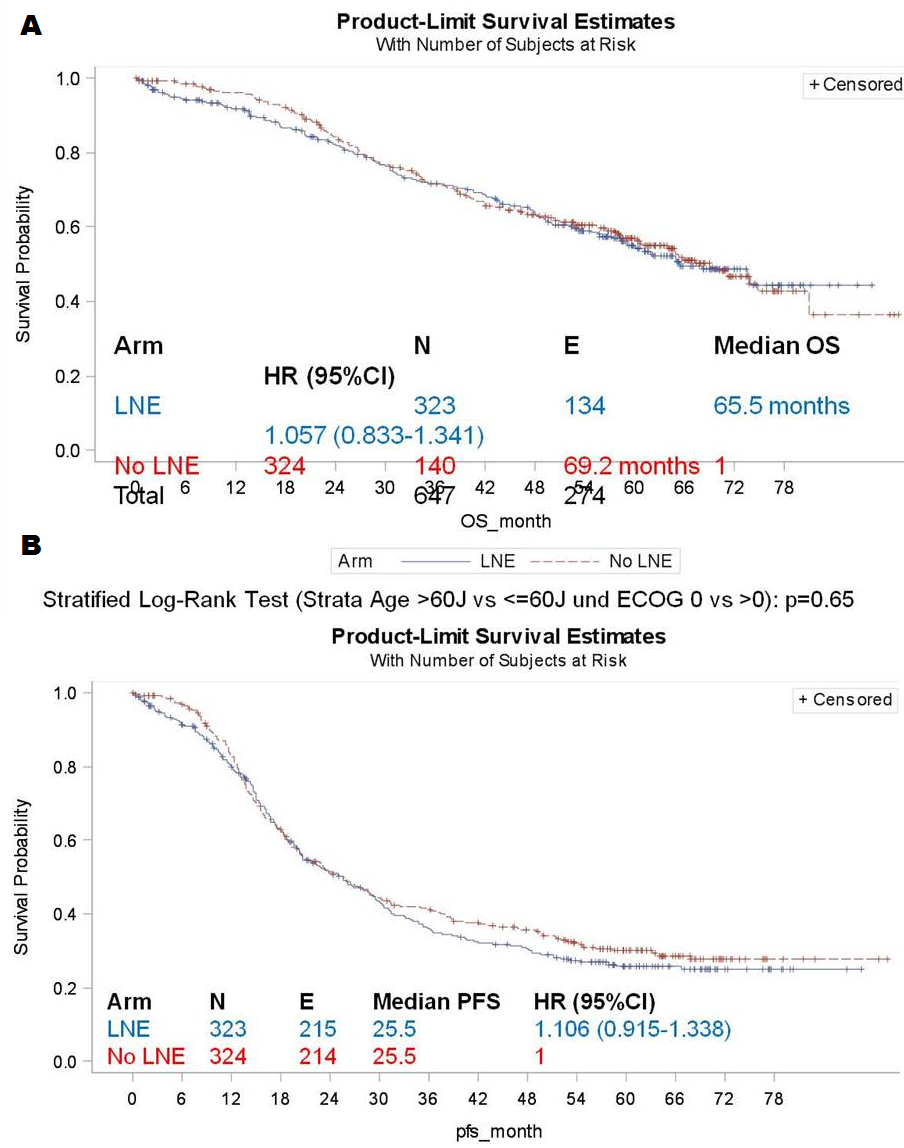 A
Product-Limit Survival Estimates
With Number of Subjects at Risk
+ Censored
1.0
0.8
0.6
0.4
0.2
0.0
Survival Probability
Arm N E Median OS
HR (95%CI)
LNE 323 134 65.5 months
1.057 (0.833-1.341)
No LNE 324 140 69.2 months 1
Total 647 274
0 6 12 18 24 30 36 42 48 54 60 66 72 78
OS_month
B
Arm LNE No LNE
Stratified Log-Rank Test (Strata Age >60J vs <=60J und ECOG 0 vs >0): p=0.65
Product-Limit Survival Estimates
With Number of Subjects at Risk
+ Censored
1.0
0.8
0.6
0.4
0.2
0.0
Survival Probability
Arm N E Median PFS HR (95%CI)
LNE 323 215 25.5 1.106 (0.915-1.338)
No LNE 324 214 25.5 1
0 6 12 18 24 30 36 42 48 54 60 66 72 78
pfs_month